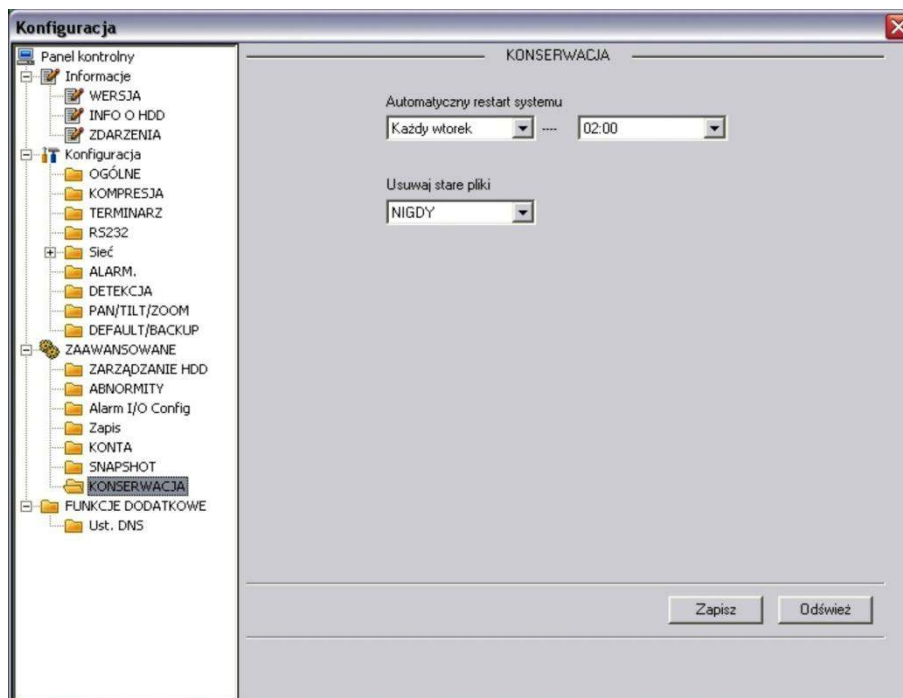 Konfiguracja
Panel kontrolny
Informacje
WERSJA
INFO O HDD
ZDARZENIA
Konfiguracja
OGÓLNE
KOMPRESJA
TERMINARZ
RS232
Sieć
ALARM.
DETEKCJA
PAN/TILT/ZOOM
DEFAULT/BACKUP
ZAAWANSOWANE
ZARZĄDZANIE HDD
ABNORMITY
Alarm I/O Config
Zapis
KONTA
SNAPSHOT
KONSERWACJA
FUNKCJE DODATKOWE
Ust. DNS
KONSERWACJA
Automatyczny restart systemu
Każdy wtorek ---- 02:00
Usuwaj stare pliki
NIGDY
Zapisz Odśwież